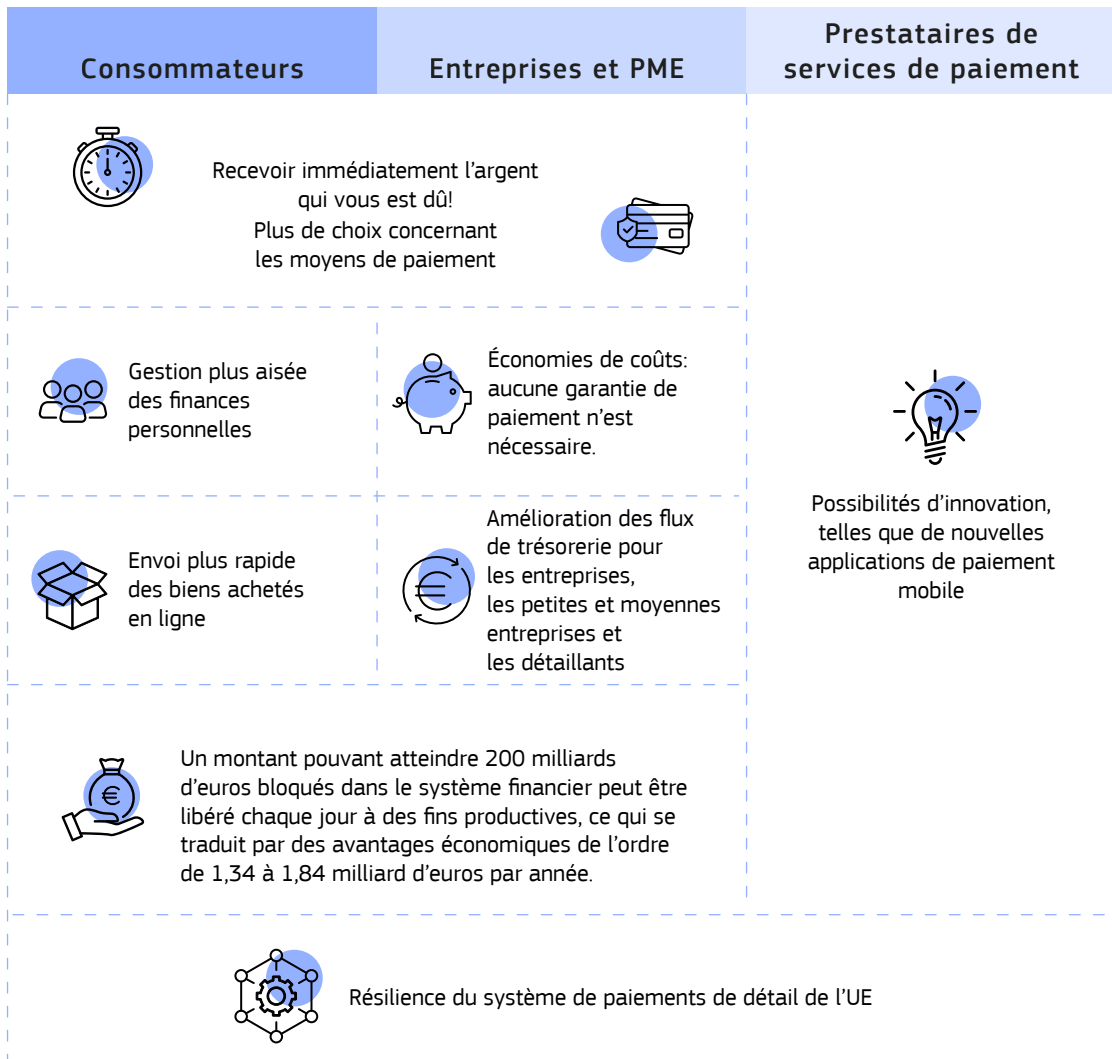 Consommateurs
Entreprises et PME
Prestataires de
services de paiement
Recevoir immédiatement l'argent
qui vous est dû!
Plus de choix concernant
les moyens de paiement
Gestion plus aisée
des finances
personnelles
Économies de coûts:
aucune garantie de
paiement n'est
nécessaire.
Envoi plus rapide
des biens achetés
en ligne
Amélioration des flux
de trésorerie pour
les entreprises,
les petites et moyennes
entreprises et
les détaillants
Possibilités d'innovation,
telles que de nouvelles
applications de paiement
mobile
Un montant pouvant atteindre 200 milliards
d'euros bloqués dans le système financier peut être
libéré chaque jour à des fins productives, ce qui se
traduit par des avantages économiques de l'ordre
de 1,34 à 1,84 milliard d'euros par année.
Résilience du système de paiements de détail de l'UE